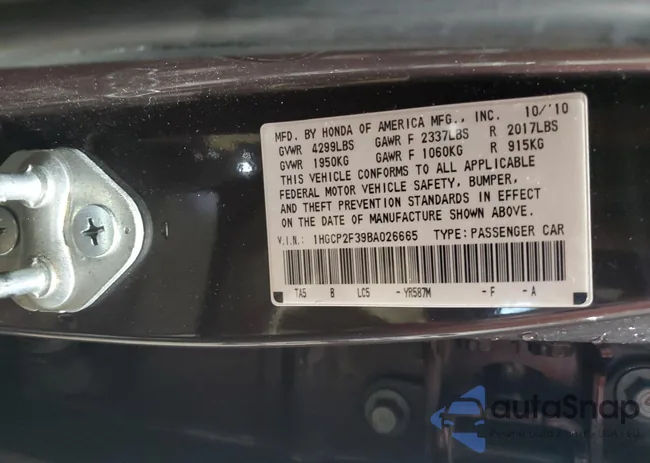 MFD. BY HONDA OF AMERICA MFG., INC. 10/'10
GVWR 4299LBS GAWR F 2337LBS R 2017LBS
GVWR 1950KG GAWR F 1060KG R 915KG
THIS VEHICLE CONFORMS TO ALL APPLICABLE
FEDERAL MOTOR VEHICLE SAFETY, BUMPER,
AND THEFT PREVENTION STANDARDS IN EFFECT
ON THE DATE OF MANUFACTURE SHOWN ABOVE.
V.I.N.: 1HGCP2F39BA026665 TYPE: PASSENGER CAR
TA5 B LC5 -YR587M -F -A
autoSnap